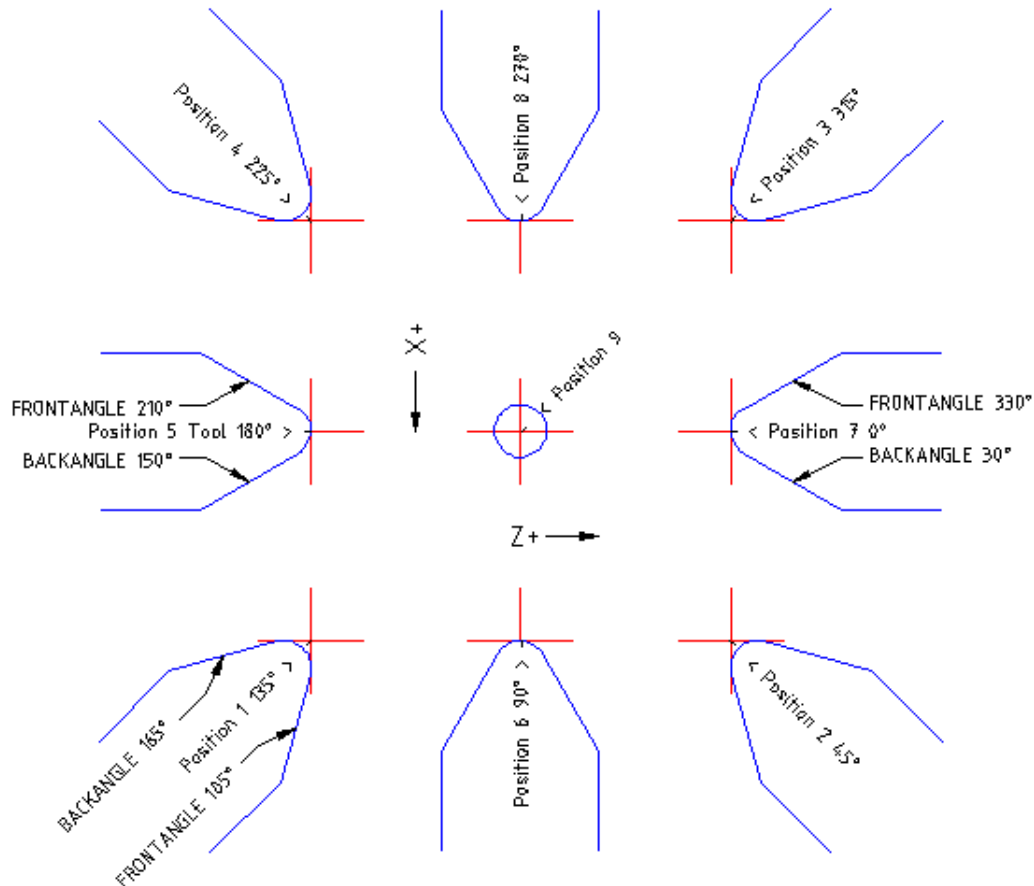 Position 4 225°
Position 8 270°
Position 3 315°
X+
Position 9
FRONTANGLE 210°
Position 5 Tool 180°
BACKANGLE 150°
FRONTANGLE 330°
Position 7 0°
BACKANGLE 30°
Z+
BACKANGLE 165°
Position 1 135°
FRONTANGLE 105°
Position 6 90°
Position 2 45°